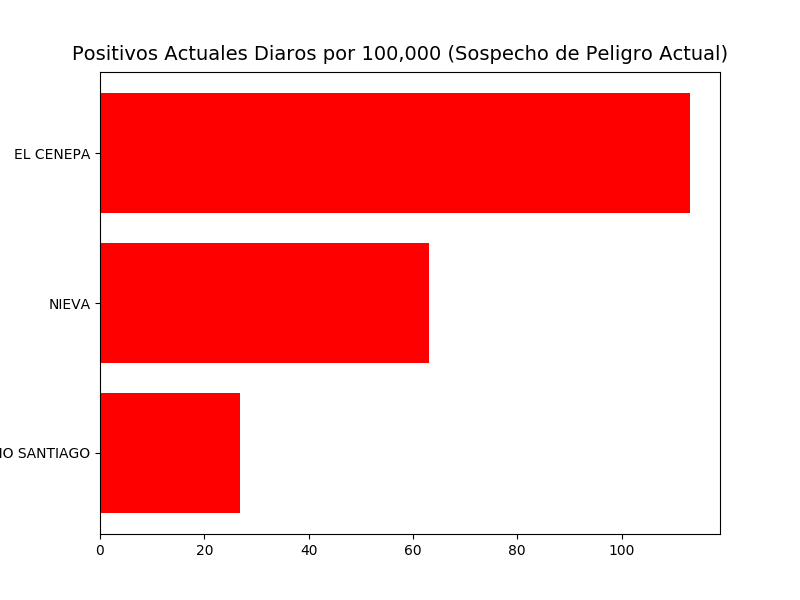 Positivos Actuales Diaros por 100,000 (Sospecho de Peligro Actual)
EL CENEPA
NIEVA
SANTIAGO
0 20 40 60 80 100